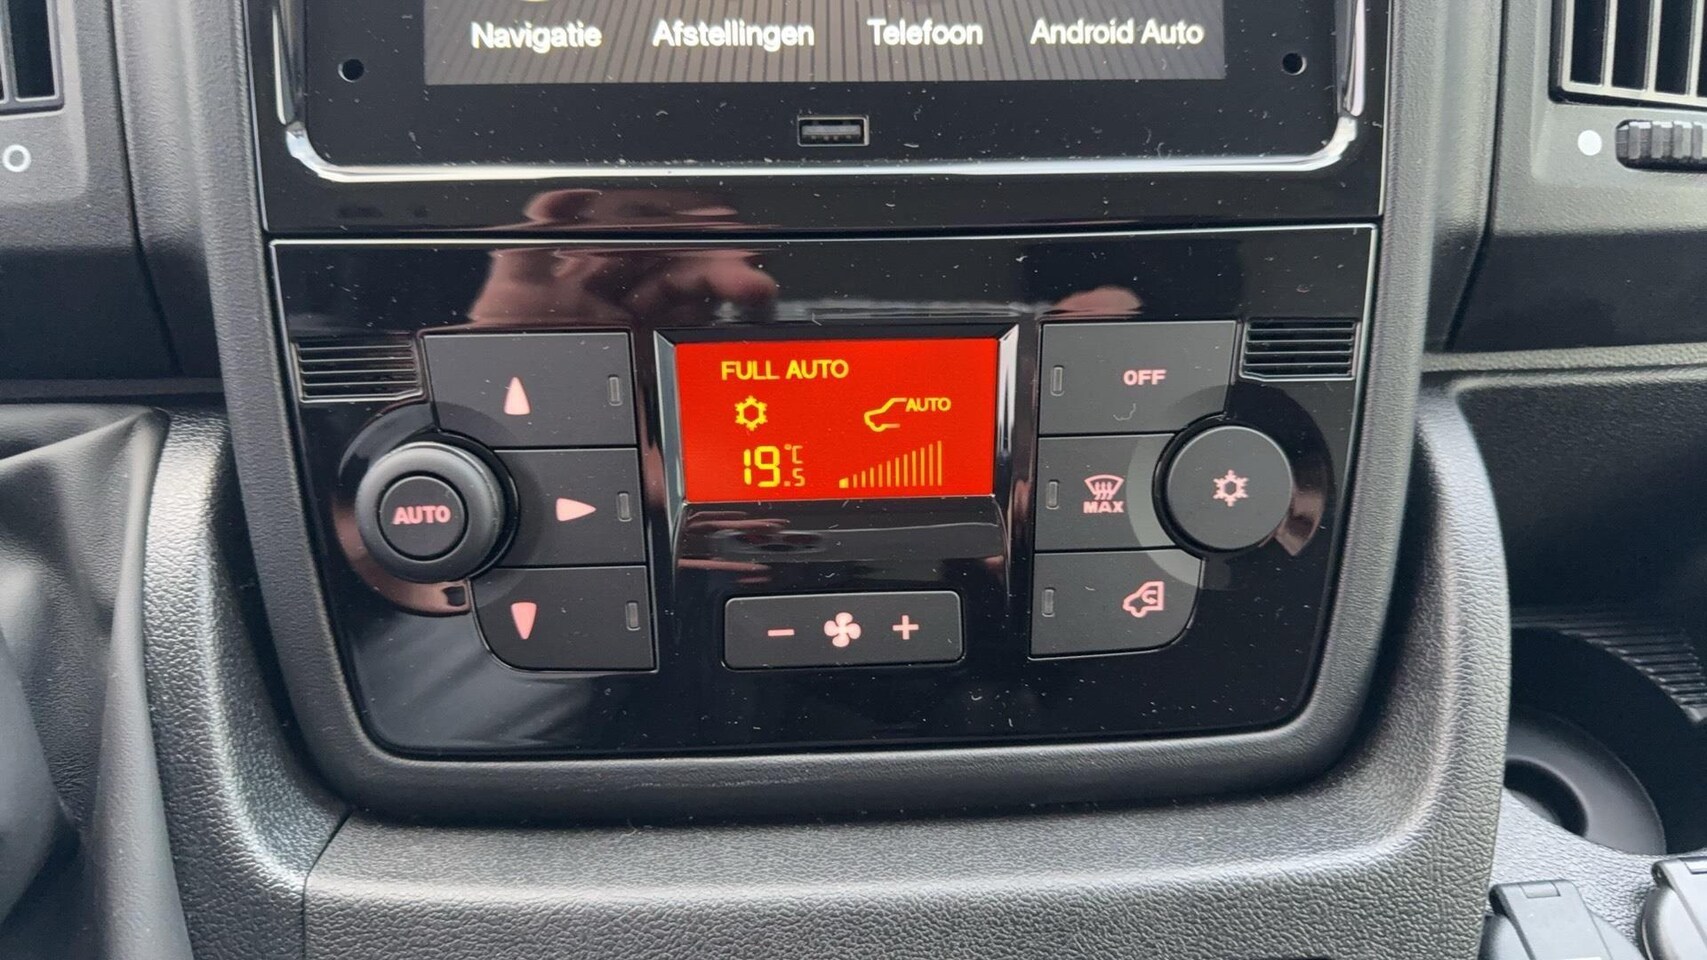 Navigatie Afstellingen Telefoon Android Auto
FULL AUTO
AUTO
19.5 °C
OFF
AUTO
MAX